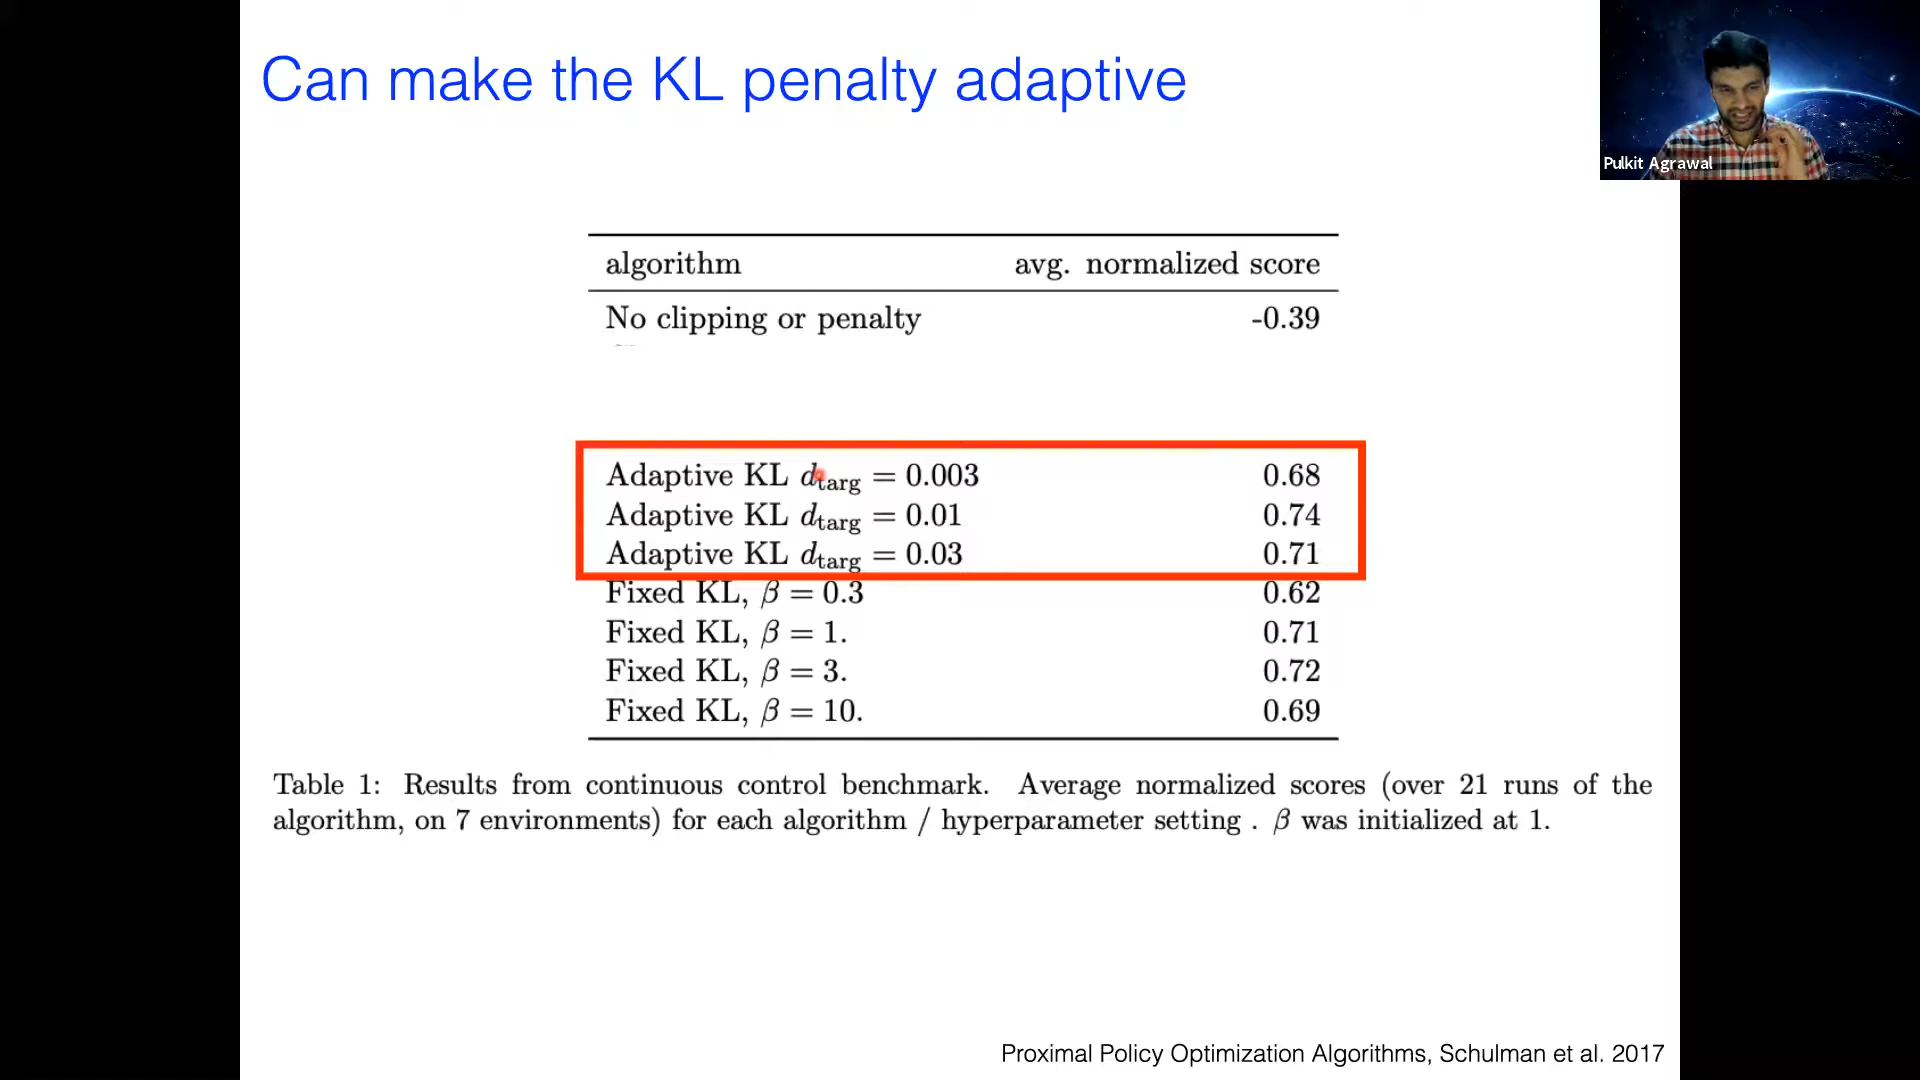 Can make the KL penalty adaptive
Pulkit Agrawal
algorithm avg. normalized score
No clipping or penalty -0.39
Adaptive KL d_targ = 0.003 0.68
Adaptive KL d_targ = 0.01 0.74
Adaptive KL d_targ = 0.03 0.71
Fixed KL, β = 0.3 0.62
Fixed KL, β = 1. 0.71
Fixed KL, β = 3. 0.72
Fixed KL, β = 10. 0.69
Table 1: Results from continuous control benchmark. Average normalized scores (over 21 runs of the
algorithm, on 7 environments) for each algorithm / hyperparameter setting . β was initialized at 1.
Proximal Policy Optimization Algorithms, Schulman et al. 2017